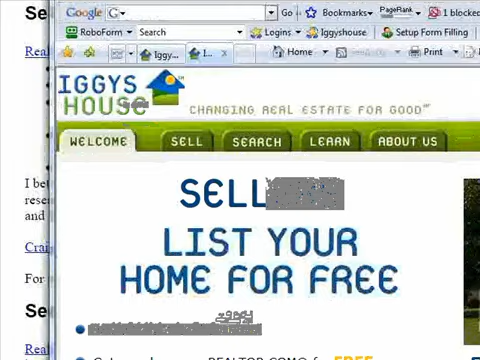 Se
Google G Go Bookmarks PageRank 1 blocked
RoboForm Search Logins Iggyshouse Setup Form Filling
Iggy... I... Home Print
Real
IGGYS
HOUSE CHANGING REAL ESTATE FOR GOOD
WELCOME SELL SEARCH LEARN ABOUT US
I bet
rese
and
SELL
LIST YOUR
HOME FOR FREE
Crai
For
Se
Real
REALTOR.COM® f FREE